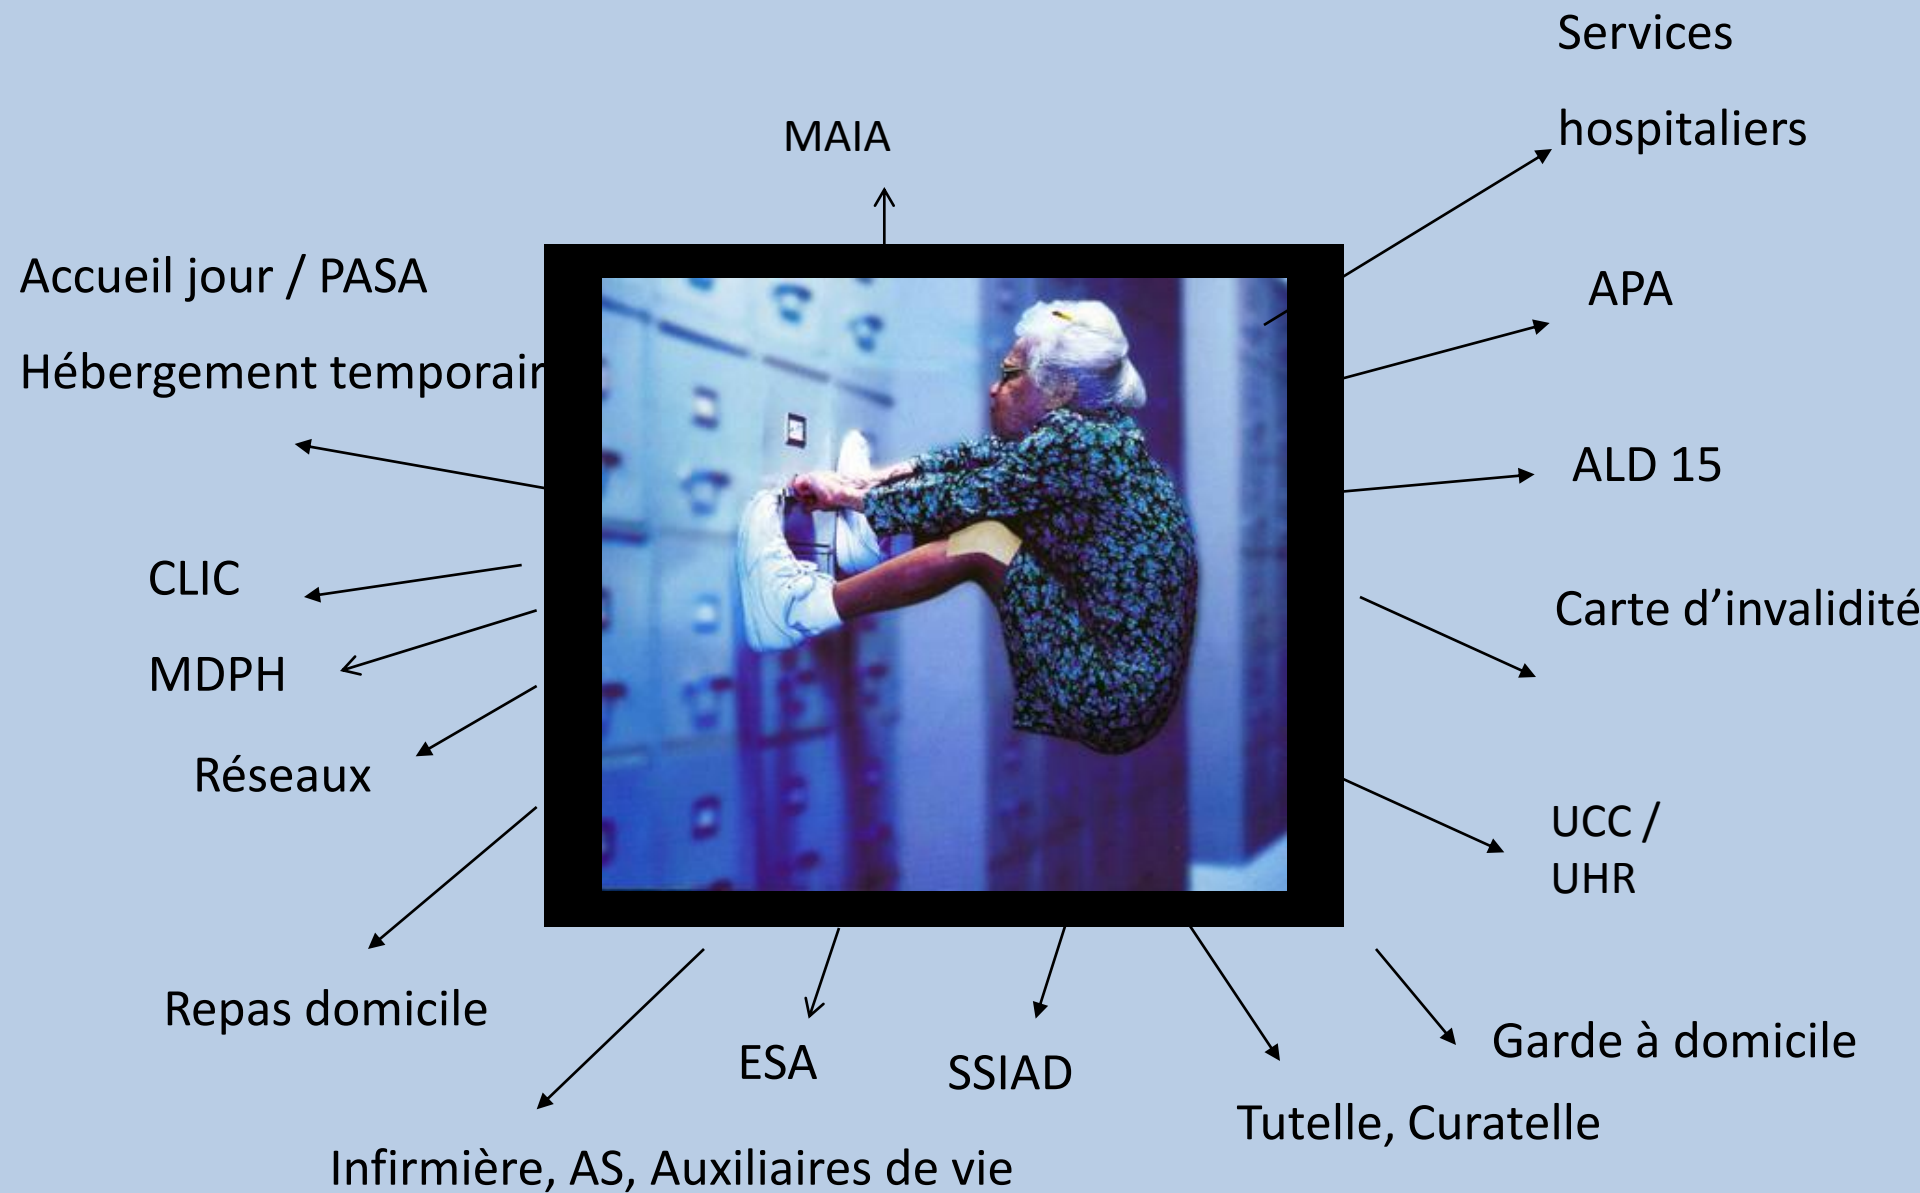 Services
hospitaliers
MAIA
Accueil jour / PASA
Hébergement temporair
APA
ALD 15
CLIC
Carte d’invalidité
MDPH
Réseaux
UCC /
UHR
Repas domicile
ESA
SSIAD
Garde à domicile
Tutelle, Curatelle
Infirmière, AS, Auxiliaires de vie